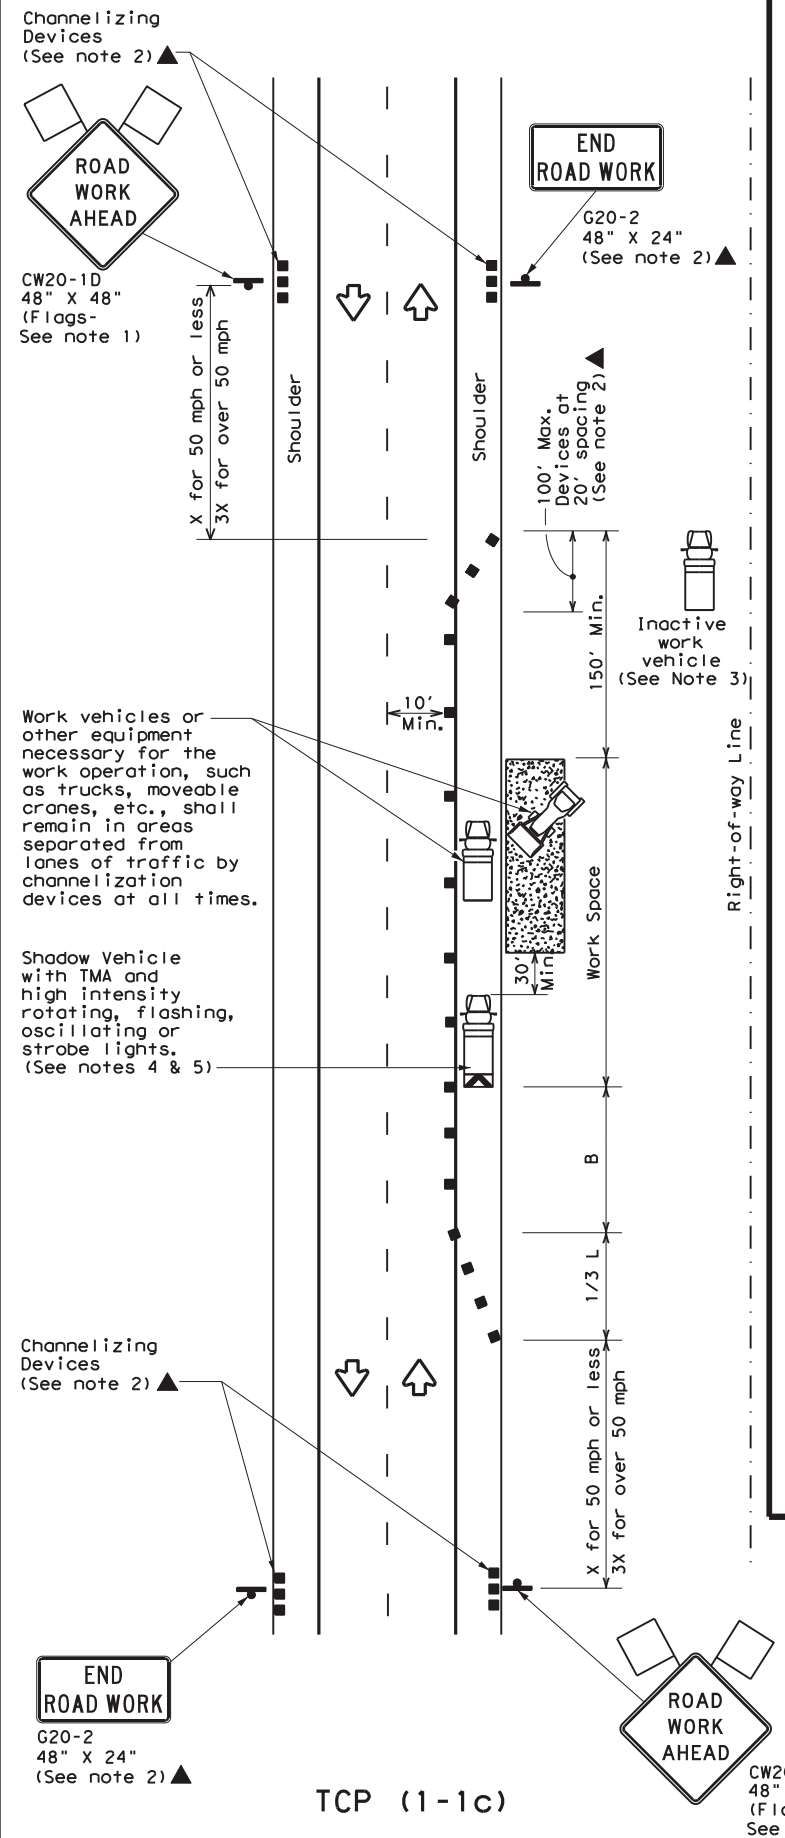 Channelizing
Devices
(See note 2)
ROAD
WORK
AHEAD
END
ROAD WORK
G20-2
48" X 24"
(See note 2)
CW20-1D
48" X 48"
(Flags-
See note 1)
X for 50 mph or less
3X for over 50 mph
Shoulder
Shoulder
100' Max.
Devices at
20' spacing
(See note 2)
150' Min.
Inactive
work
vehicle
(See Note 3)
10'
Min.
Work vehicles or
other equipment
necessary for the
work operation, such
as trucks, moveable
cranes, etc., shall
remain in areas
separated from
lanes of traffic by
channelization
devices at all times.
Right-of-way Line
Work Space
30'
Min.
Shadow Vehicle
with TMA and
high intensity
rotating, flashing,
oscillating or
strobe lights.
(See notes 4 & 5)
B
1/3 L
Channelizing
Devices
(See note 2)
X for 50 mph or less
3X for over 50 mph
END
ROAD WORK
G20-2
48" X 24"
(See note 2)
ROAD
WORK
AHEAD
48"
See
TCP (1-1c)